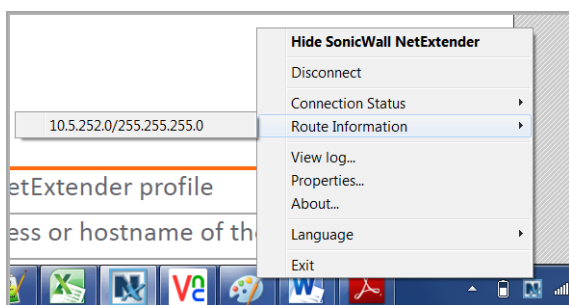 Hide SonicWall NetExtender
Disconnect
Connection Status
10.5.252.0/255.255.255.0
Route Information
View log...
Properties...
About...
Language
Exit
etExtender profile
ess or hostname of th